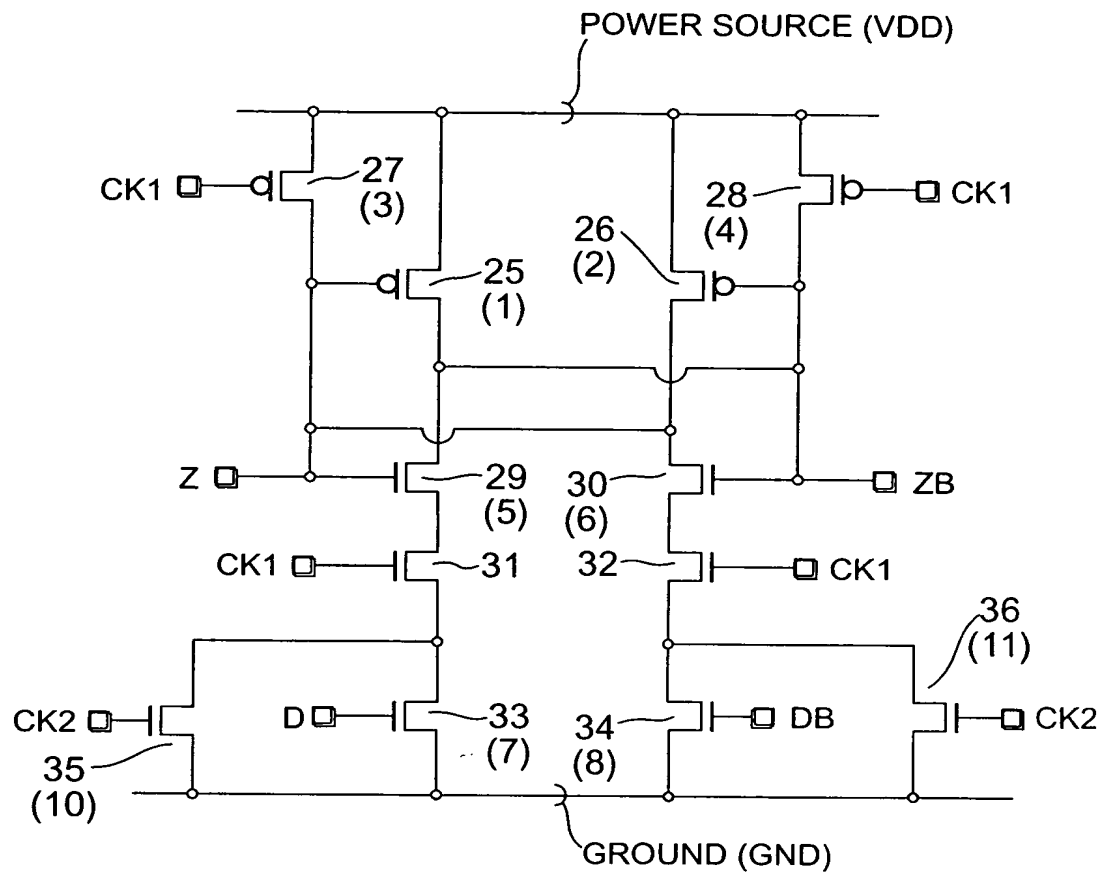 POWER SOURCE (VDD)
CK1
27
(3)
28
(4)
CK1
26
(2)
25
(1)
Z
29
(5)
30
(6)
ZB
CK1
31
32
CK1
36
(11)
CK2
D
33
(7)
34
(8)
DB
CK2
35
(10)
GROUND (GND)